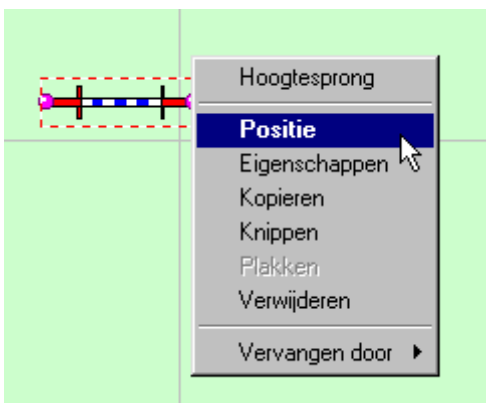 Hoogtesprong
Positie
Eigenschappen
Kopieren
Knippen
Plakken
Verwijderen
Vervangen door